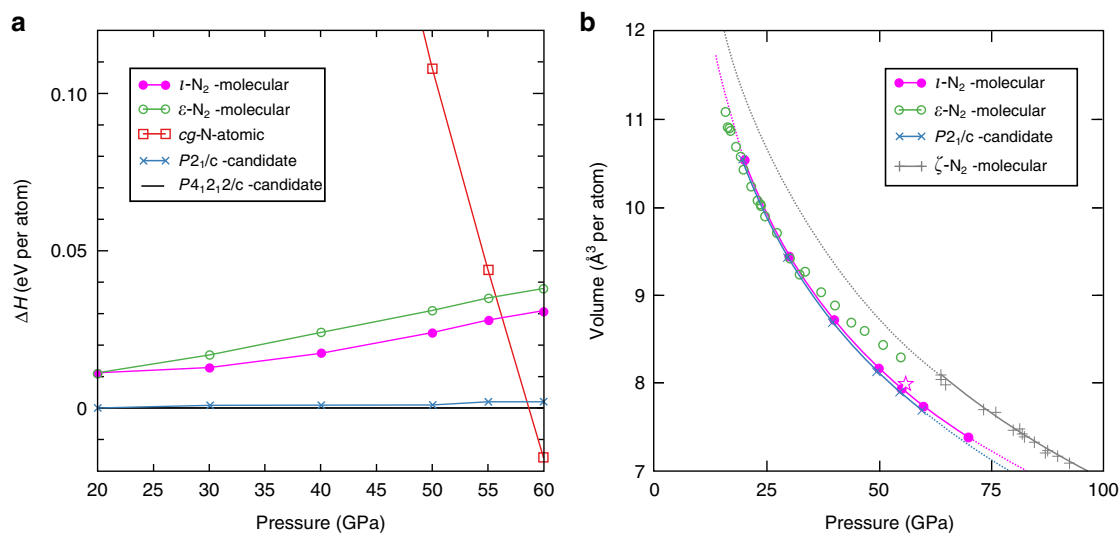 a
ΔH (eV per atom)
0.10
0.05
0
ι-N₂ -molecular
ε-N₂ -molecular
cg-N-atomic
P2₁/c -candidate
P4₁2₁2/c -candidate
20 25 30 35 40 45 50 55 60
Pressure (GPa)
b
Volume (Å³ per atom)
12
11
10
9
8
7
ι-N₂ -molecular
ε-N₂ -molecular
P2₁/c -candidate
ζ-N₂ -molecular
0 25 50 75 100
Pressure (GPa)